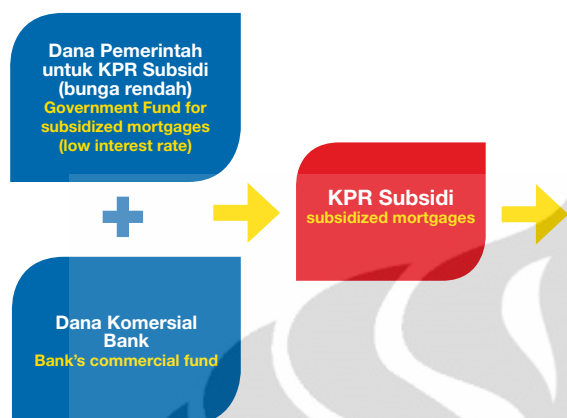 Dana Pemerintah
untuk KPR Subsidi
(bunga rendah)
Government Fund for
subsidized mortgages
(low interest rate)
KPR Subsidi
subsidized mortgages
Dana Komersial
Bank
Bank's commercial fund